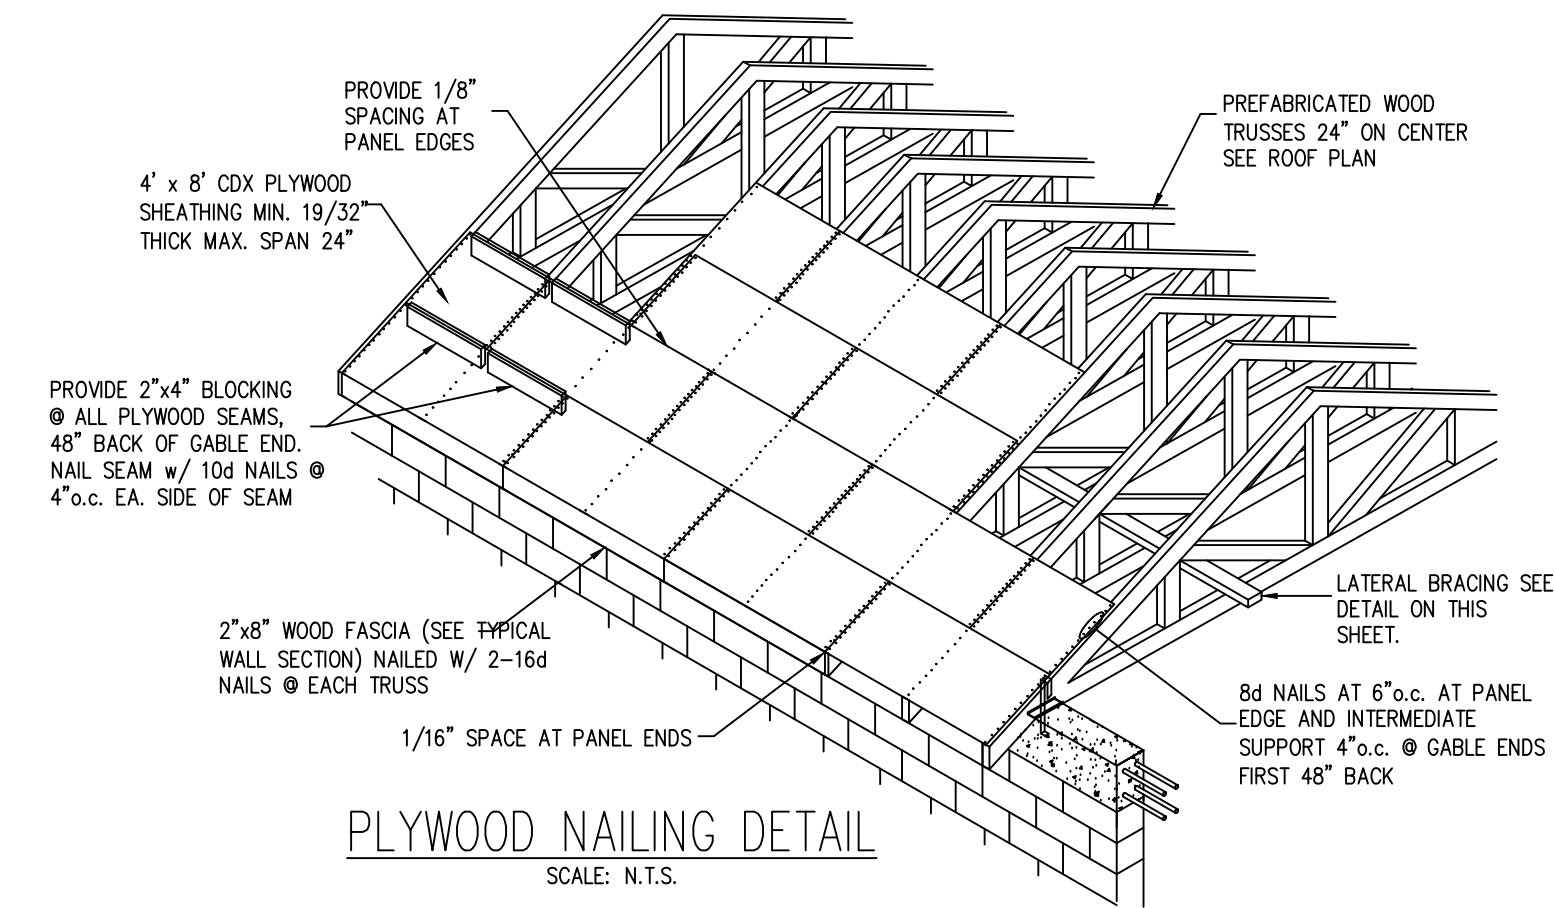 PROVIDE 1/8”
SPACING AT
PANEL EDGES
4’ x 8’ CDX PLYWOOD
SHEATHING MIN. 19/32”
THICK MAX. SPAN 24”
PREFABRICATED WOOD
TRUSSES 24” ON CENTER
SEE ROOF PLAN
PROVIDE 2”x4” BLOCKING
@ ALL PLYWOOD SEAMS,
48” BACK OF GABLE END.
NAIL SEAM w/ 10d NAILS @
4”o.c. EA. SIDE OF SEAM
2”x8” WOOD FASCIA (SEE TYPICAL
WALL SECTION) NAILED W/ 2-16d
NAILS @ EACH TRUSS
1/16” SPACE AT PANEL ENDS
LATERAL BRACING SEE
DETAIL ON THIS
SHEET.
8d NAILS AT 6”o.c. AT PANEL
EDGE AND INTERMEDIATE
SUPPORT 4”o.c. @ GABLE ENDS
FIRST 48” BACK
PLYWOOD NAILING DETAIL
SCALE: N.T.S.